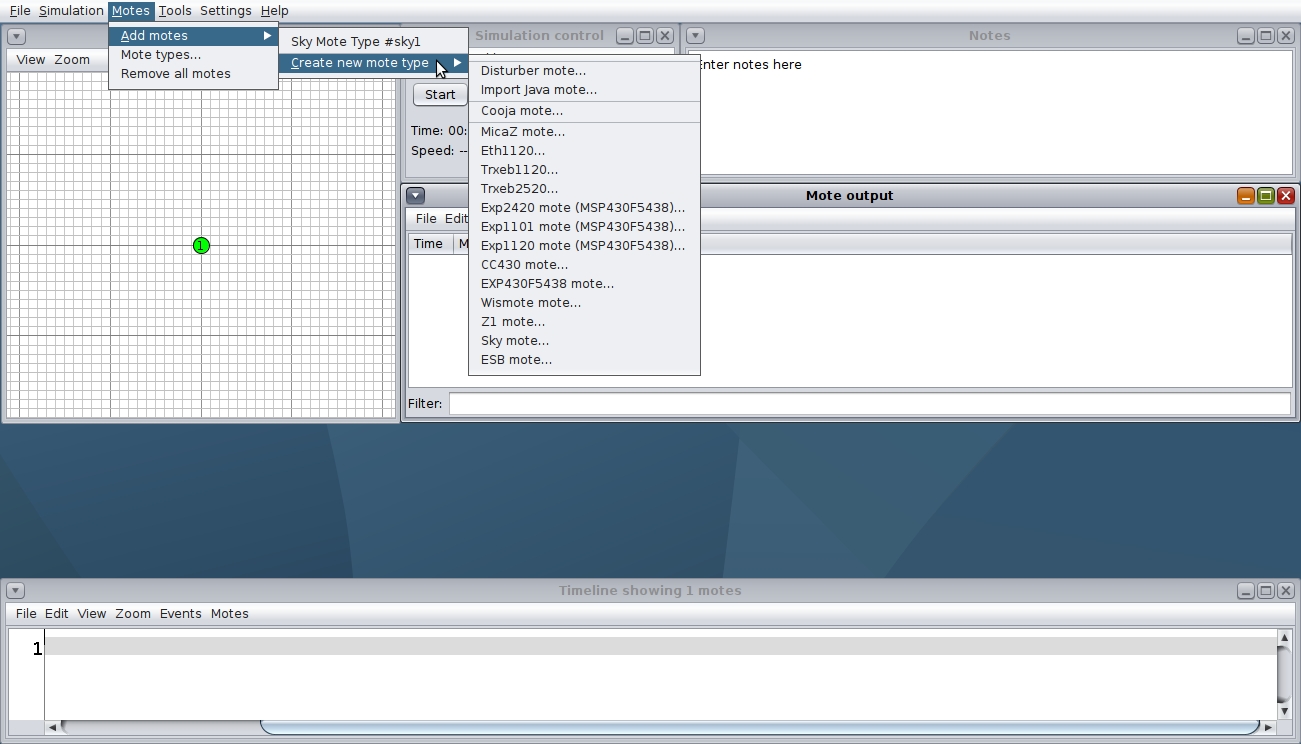 File Simulation Motes Tools Settings Help
Add motes
Mote types...
Remove all motes
Sky Mote Type #sky1
Create new mote type
Disturber mote...
Import Java mote...
Cooja mote...
MicaZ mote...
Eth1120...
Trxeb1120...
Trxeb2520...
Exp2420 mote (MSP430F5438)...
Exp1101 mote (MSP430F5438)...
Exp1120 mote (MSP430F5438)...
CC430 mote...
EXP430F5438 mote...
Wismote mote...
Z1 mote...
Sky mote...
ESB mote...
View Zoom
1
Simulation control
Start
Time: 00:
Speed: --
Notes
Enter notes here
Mote output
File Edit
Time M
Filter:
Timeline showing 1 motes
File Edit View Zoom Events Motes
1